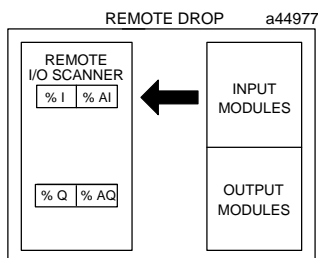 REMOTE DROP a44977
REMOTE
I/O SCANNER
% I % AI
% Q % AQ
INPUT
MODULES
OUTPUT
MODULES